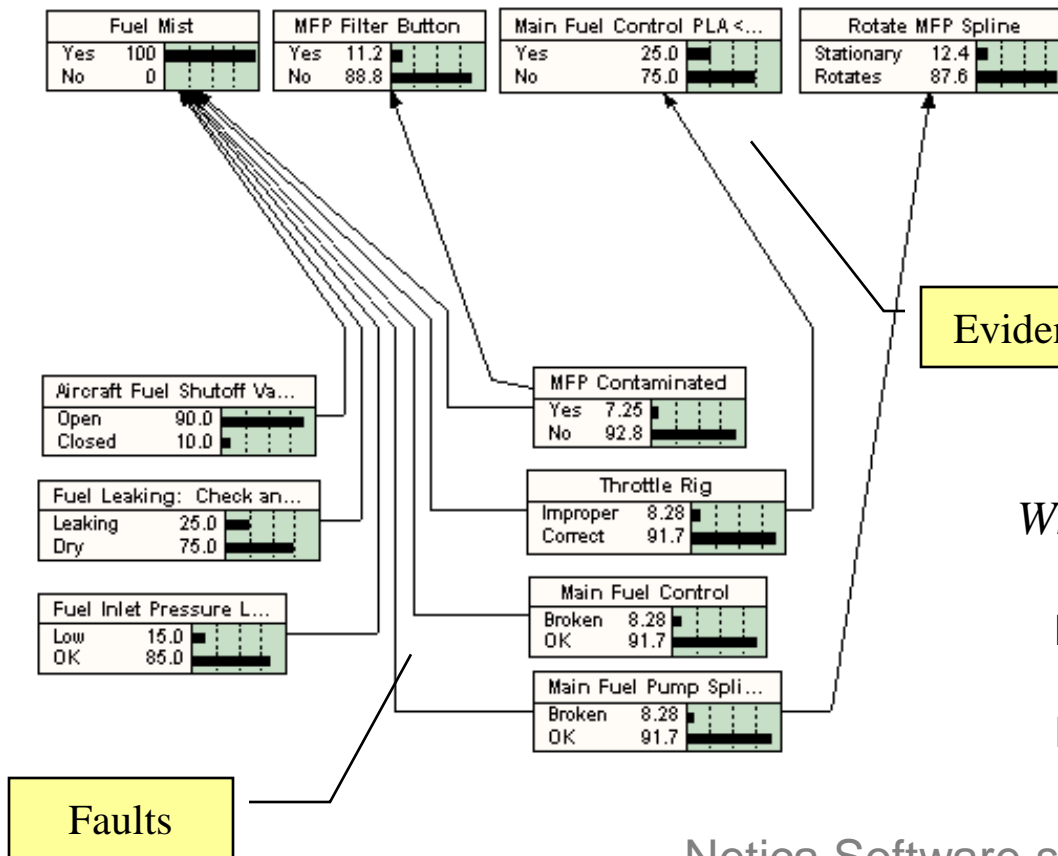 Fuel Mist
Yes 100
No 0
MFP Filter Button
Yes 11.2
No 88.8
Main Fuel Control PLA <...
Yes 25.0
No 75.0
Rotate MFP Spline
Stationary 12.4
Rotates 87.6
Eviden
Aircraft Fuel Shutoff Va...
Open 90.0
Closed 10.0
MFP Contaminated
Yes 7.25
No 92.8
Fuel Leaking: Check an...
Leaking 25.0
Dry 75.0
Throttle Rig
Improper 8.28
Correct 91.7
Fuel Inlet Pressure L...
Low 15.0
OK 85.0
Main Fuel Control
Broken 8.28
OK 91.7
Main Fuel Pump Spli...
Broken 8.28
OK 91.7
Faults
Netica Software s